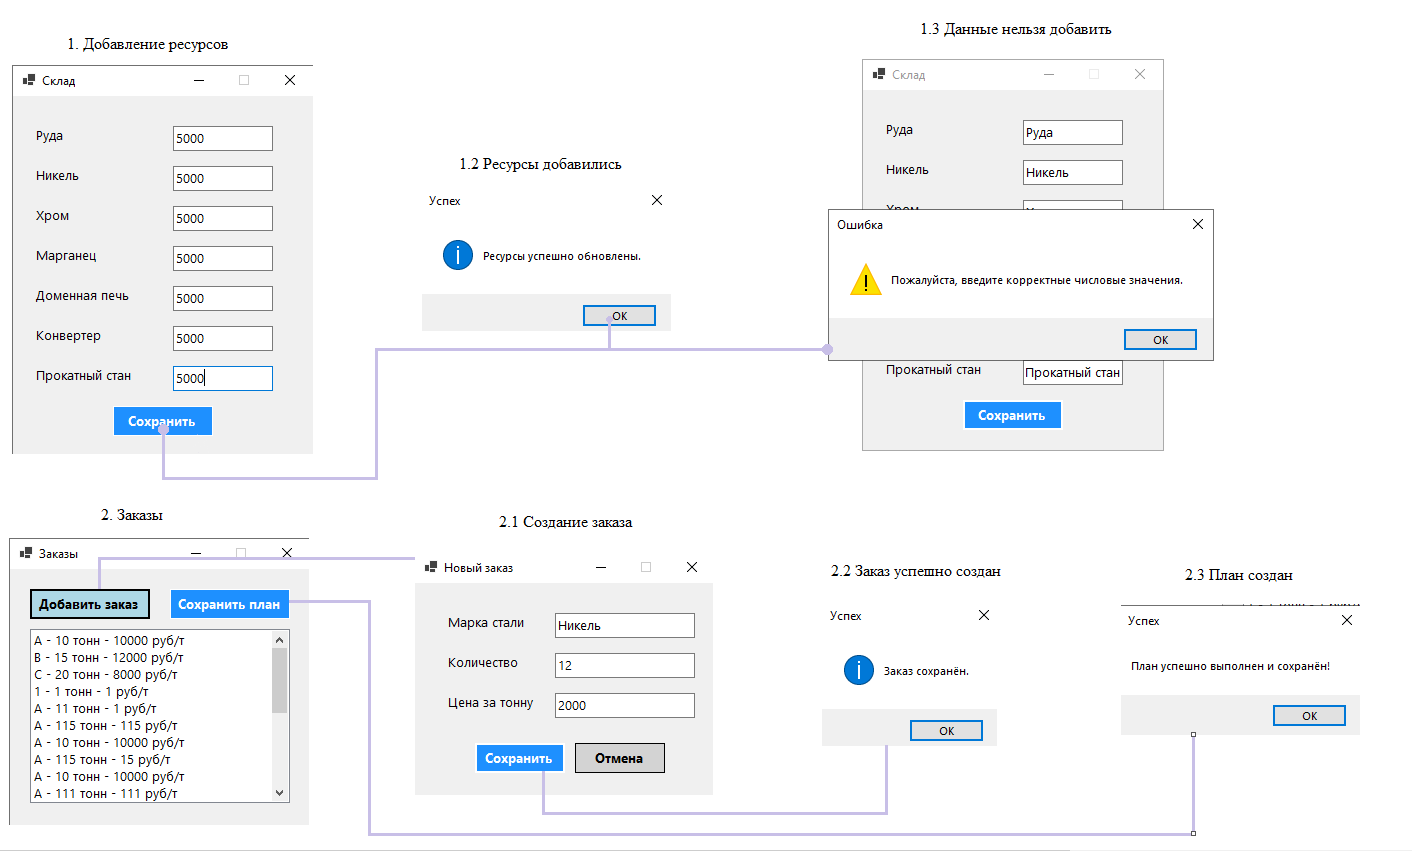 1. Добавление ресурсов
Склад
Руда
5000
Никель
5000
Хром
5000
Марганец
5000
Доменная печь
5000
Конвертер
5000
Прокатный стан
5000
Сохранить
1.2 Ресурсы добавились
Успех
Ресурсы успешно обновлены.
OK
1.3 Данные нельзя добавить
Склад
Руда
Руда
Никель
Никель
Хром
Ошибка
Пожалуйста, введите корректные числовые значения.
OK
Прокатный стан
Прокатный стан
Сохранить
2. Заказы
Заказы
Добавить заказ
Сохранить план
A - 10 тонн - 10000 руб/т
B - 15 тонн - 12000 руб/т
C - 20 тонн - 8000 руб/т
1 - 1 тонн - 1 руб/т
A - 11 тонн - 1 руб/т
A - 115 тонн - 115 руб/т
A - 10 тонн - 10000 руб/т
A - 115 тонн - 15 руб/т
A - 10 тонн - 10000 руб/т
A - 111 тонн - 111 руб/т
2.1 Создание заказа
Новый заказ
Марка стали
Никель
Количество
12
Цена за тонну
2000
Сохранить
Отмена
2.2 Заказ успешно создан
Успех
Заказ сохранён.
OK
2.3 План создан
Успех
План успешно выполнен и сохранён!
OK